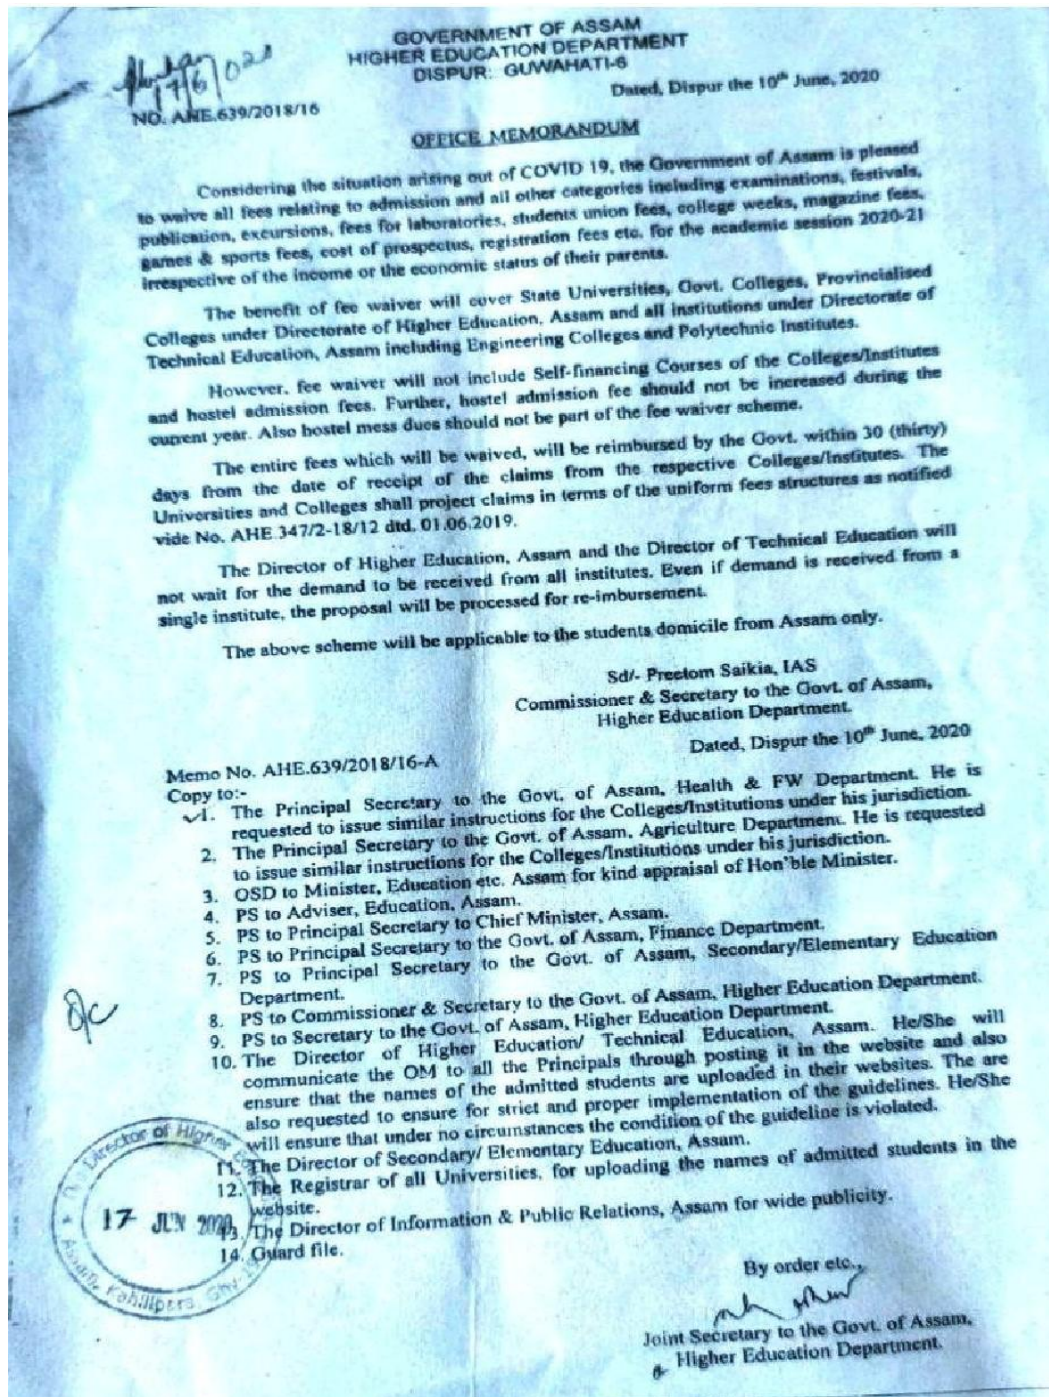 GOVERNMENT OF ASSAM
HIGHER EDUCATION DEPARTMENT
DISPUR: GUWAHATI-6
17/6/020
NO. AHE.639/2018/16
Dated, Dispur the 10th June, 2020
OFFICE MEMORANDUM
Considering the situation arising out of COVID 19, the Government of Assam is pleased
to waive all fees relating to admission and all other categories including examinations, festivals,
publication, excursions, fees for laboratories, students union fees, college weeks, magazine fees,
games & sports fees, cost of prospectus, registration fees etc. for the academic session 2020-21
irrespective of the income or the economic status of their parents.
The benefit of fee waiver will cover State Universities, Govt. Colleges, Provincialised
Colleges under Directorate of Higher Education, Assam and all institutions under Directorate of
Technical Education, Assam including Engineering Colleges and Polytechnic Institutes.
However, fee waiver will not include Self-financing Courses of the Colleges/Institutes
and hostel admission fees. Further, hostel admission fee should not be increased during the
current year. Also hostel mess dues should not be part of the fee waiver scheme.
The entire fees which will be waived, will be reimbursed by the Govt. within 30 (thirty)
days from the date of receipt of the claims from the respective Colleges/Institutes. The
Universities and Colleges shall project claims in terms of the uniform fees structures as notified
vide No. AHE 347/2-18/12 dtd. 01.06.2019.
The Director of Higher Education, Assam and the Director of Technical Education will
not wait for the demand to be received from all institutes. Even if demand is received from a
single institute, the proposal will be processed for re-imbursement.
The above scheme will be applicable to the students domicile from Assam only.
Sd/- Preetom Saikia, IAS
Commissioner & Secretary to the Govt. of Assam,
Higher Education Department.
Memo No. AHE.639/2018/16-A
Dated, Dispur the 10th June, 2020
Copy to:-
1. The Principal Secretary to the Govt. of Assam, Health & FW Department. He is
requested to issue similar instructions for the Colleges/Institutions under his jurisdiction.
2. The Principal Secretary to the Govt. of Assam, Agriculture Department. He is requested
to issue similar instructions for the Colleges/Institutions under his jurisdiction.
3. OSD to Minister, Education etc. Assam for kind appraisal of Hon'ble Minister.
4. PS to Adviser, Education, Assam.
5. PS to Principal Secretary to Chief Minister, Assam.
6. PS to Principal Secretary to the Govt. of Assam, Finance Department.
7. PS to Principal Secretary to the Govt. of Assam, Secondary/Elementary Education
Department.
8. PS to Commissioner & Secretary to the Govt. of Assam, Higher Education Department.
9. PS to Secretary to the Govt. of Assam, Higher Education Department.
10. The Director of Higher Education/ Technical Education, Assam. He/She will
communicate the OM to all the Principals through posting it in the website and also
ensure that the names of the admitted students are uploaded in their websites. The are
also requested to ensure for strict and proper implementation of the guidelines. He/She
will ensure that under no circumstances the condition of the guideline is violated.
11. The Director of Secondary/ Elementary Education, Assam.
12. The Registrar of all Universities, for uploading the names of admitted students in the
website.
13. The Director of Information & Public Relations, Assam for wide publicity.
14. Guard file.
Director of Higher
17 JUN 2020
Kahilipara
By order etc.,
Joint Secretary to the Govt. of Assam,
Higher Education Department.